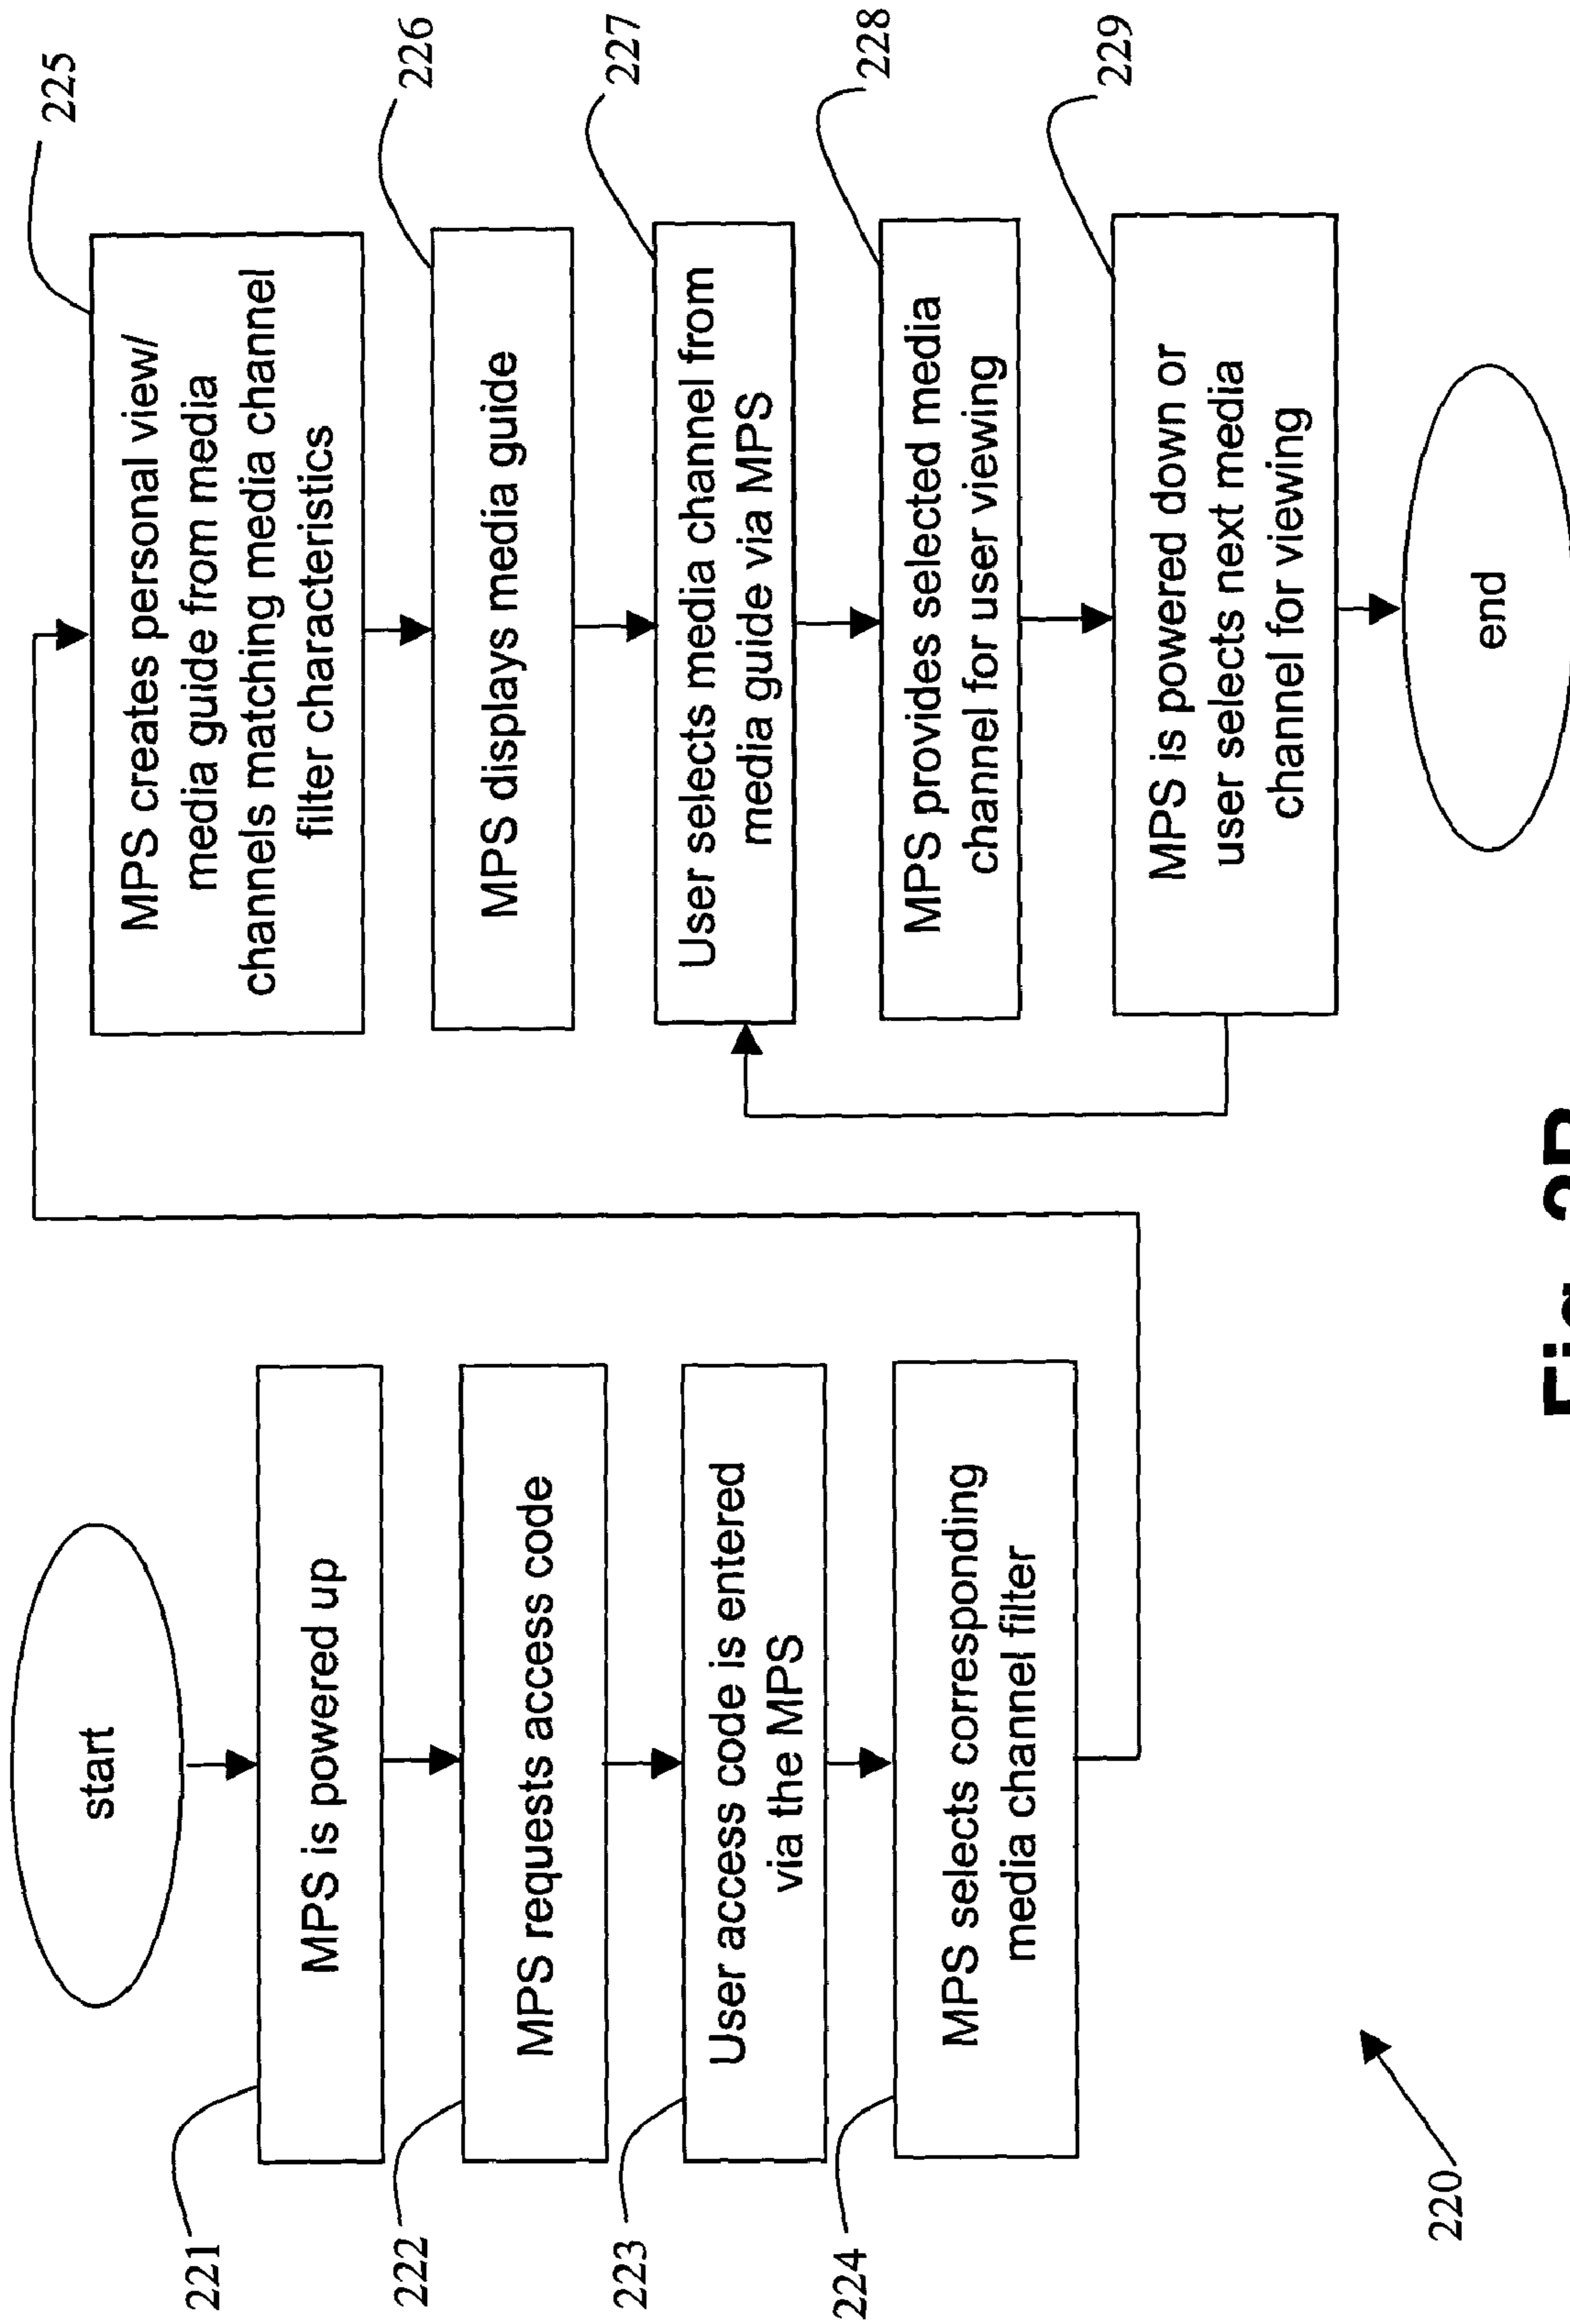 start
221
MPS is powered up
222
MPS requests access code
223
User access code is entered
via the MPS
224
MPS selects corresponding
media channel filter
220
225
MPS creates personal view/
media guide from media
channels matching media channel
filter characteristics
226
MPS displays media guide
227
User selects media channel from
media guide via MPS
228
MPS provides selected media
channel for user viewing
229
MPS is powered down or
user selects next media
channel for viewing
end